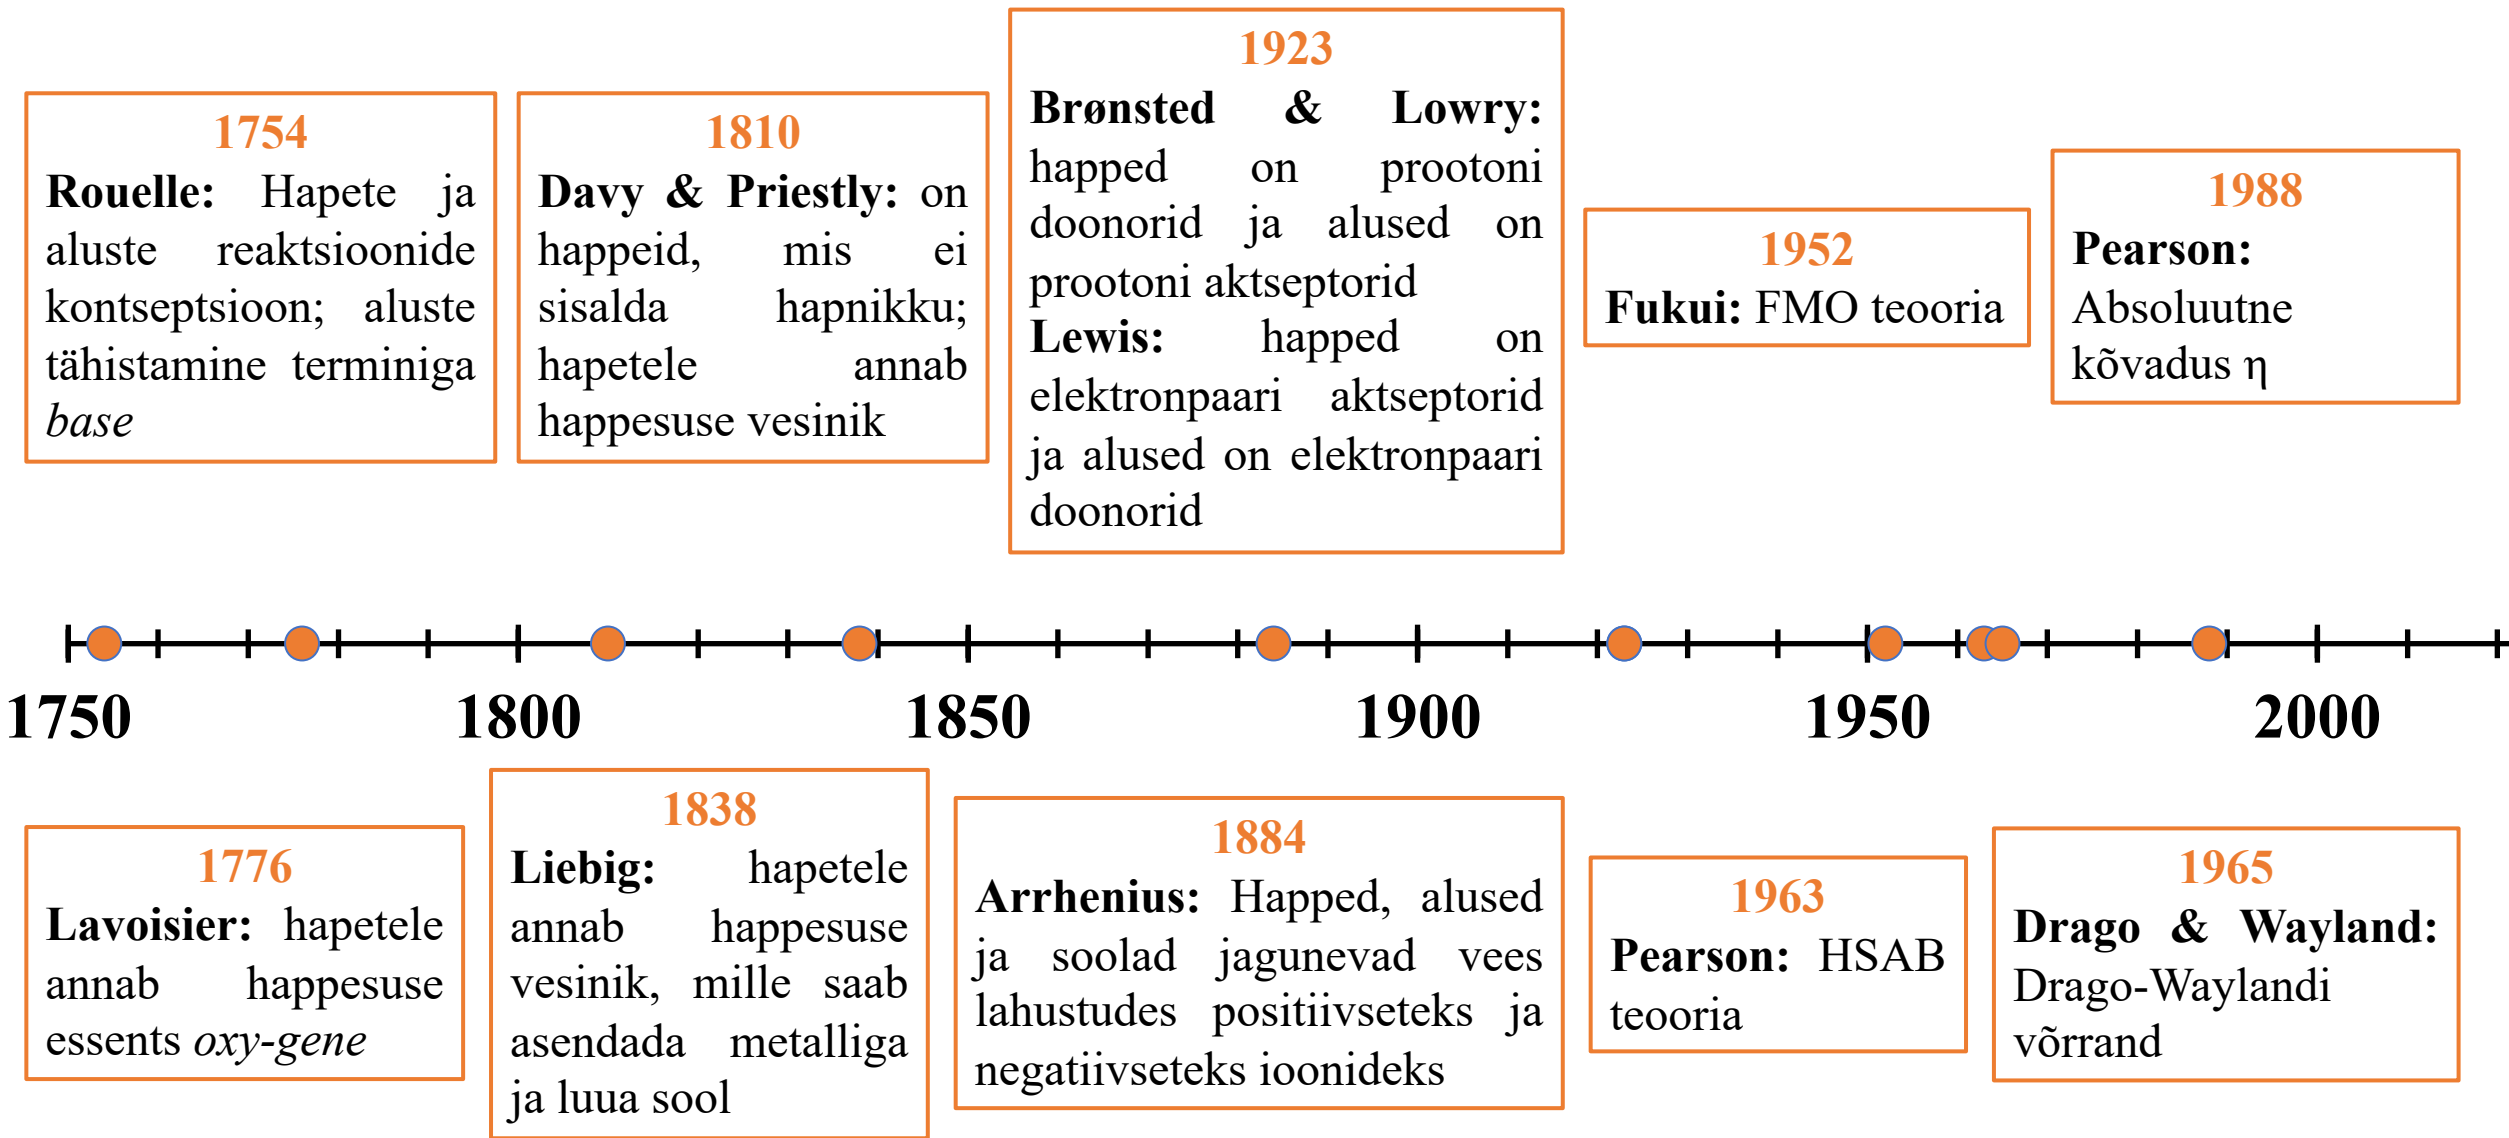 1754
Rouelle: Hapete ja
aluste reaktsioonide
kontseptsioon; aluste
tähistamine terminiga
base
1810
Davy & Priestly: on
happeid, mis ei
sisalda hapnikku;
hapetele annab
happesuse vesinik
1923
Brønsted & Lowry:
happed on prootoni
doonorid ja alused on
prootoni aktseptorid
Lewis: happed on
elektronpaari aktseptorid
ja alused on elektronpaari
doonorid
1952
Fukui: FMO teooria
1988
Pearson:
Absoluutne
kõvadus η
1750 1800 1850 1900 1950 2000
1776
Lavoisier: hapetele
annab happesuse
essents oxy-gene
1838
Liebig: hapetele
annab happesuse
vesinik, mille saab
asendada metalliga
ja luua sool
1884
Arrhenius: Happed, alused
ja soolad jagunevad vees
lahustudes positiivseteks ja
negatiivseteks ioonideks
1963
Pearson: HSAB
teooria
1965
Drago & Wayland:
Drago-Waylandi
võrrand